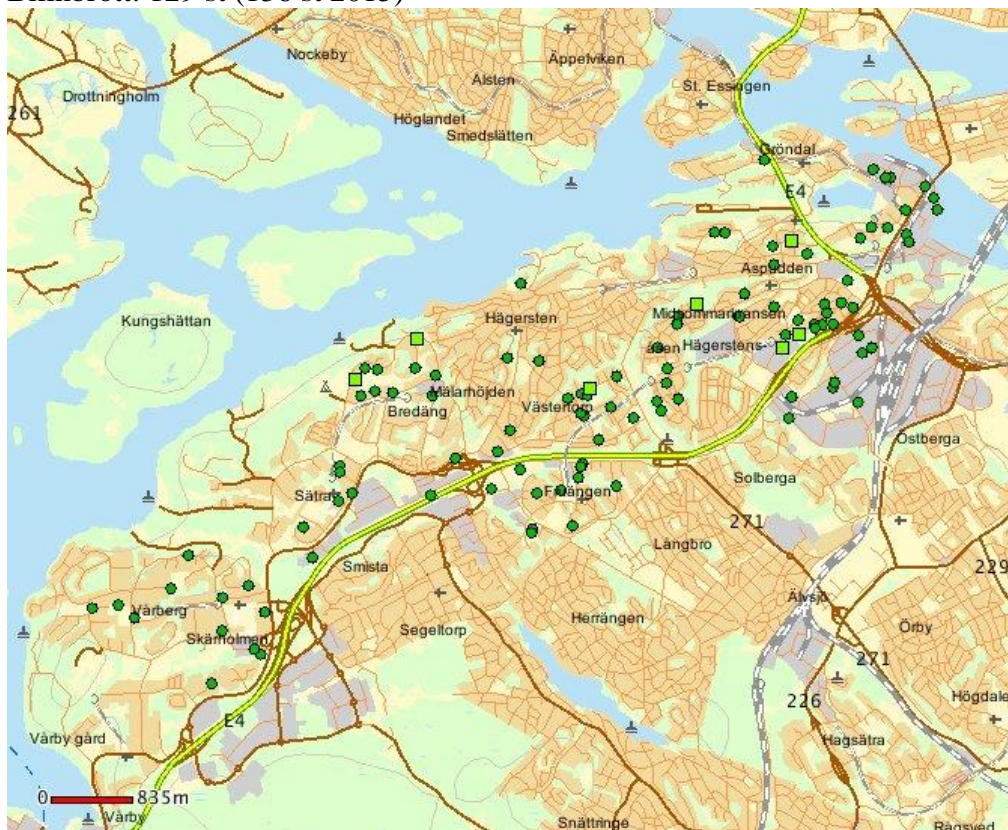 Nockeby
Äppelviken
Ålsten
St. Essingen
Drottningholm
261
Höglandet
Smedslätten
Gröndal
E4
Aspudden
Kungshättan
Hägersten
Midsommarkransen
Hägerstens-
åsen
Mälarhöjden
Bredäng
Västertorp
Östberga
Solberga
Sätra
Fruängen
271
Långbro
Smista
229
Älvsjö
Vårberg
Herrängen
Örby
Segeltorp
Skärholmen
271
226
Högdale
E4
Vårby gård
Hagsätra
0 835m
Vårby
Snättringe
Rågsved